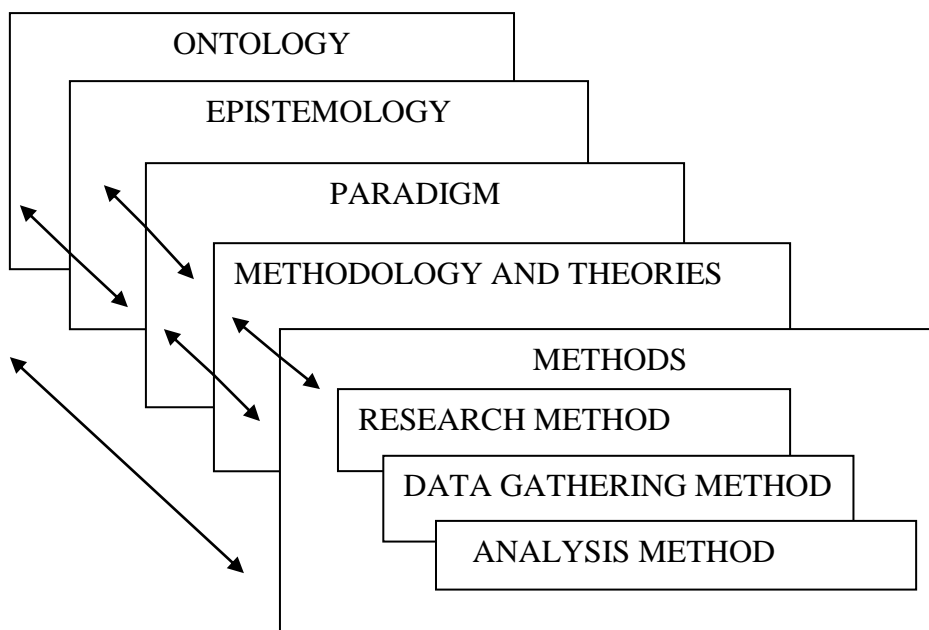 ONTOLOGY
EPISTEMOLOGY
PARADIGM
METHODOLOGY AND THEORIES
METHODS
RESEARCH METHOD
DATA GATHERING METHOD
ANALYSIS METHOD